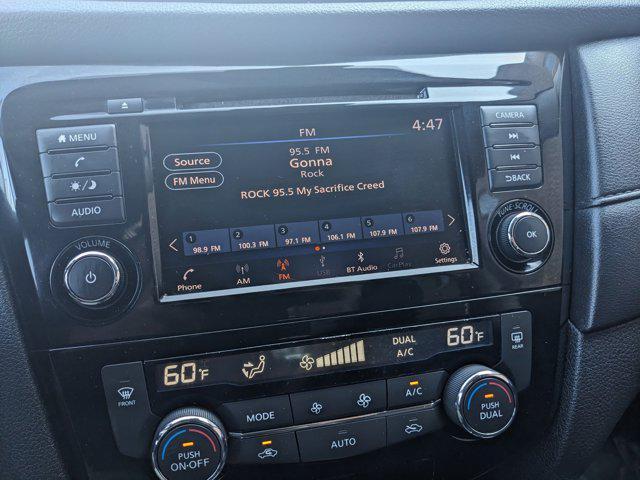 FM
4:47
95.5 FM
Gonna
Rock
ROCK 95.5 My Sacrifice Creed
Source
FM Menu
1 2 3 4 5 6
98.9 FM 100.3 FM 97.1 FM 106.1 FM 107.9 FM 107.9 FM
Phone AM FM USB BT Audio CarPlay Settings
MENU
AUDIO
VOLUME
CAMERA
BACK
TUNE·SCROLL
OK
60°F
DUAL
A/C
60°F
FRONT
REAR
MODE
A/C
AUTO
PUSH
ON·OFF
PUSH
DUAL